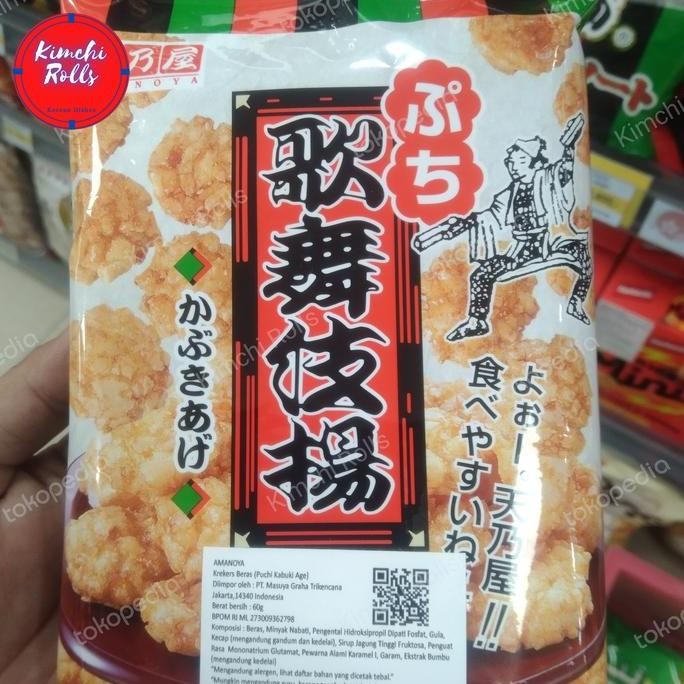 Kimchi
Rolls
Korean Dishes
乃屋
NOYA
ぷち
歌舞伎揚
かぶきあげ
よぉー。天乃屋!!
食べやすいね
AMANOYA
Krekers Beras (Puchi Kabuki Age)
Diimpor oleh : PT. Masuya Graha Trikencana
Jakarta,14340 Indonesia
Berat bersih : 60g
BPOM RI ML 273009362798
Komposisi : Beras, Minyak Nabati, Pengental Hidroksipropil Dipati Fosfat, Gula,
Kecap (mengandung gandum dan kedelai), Sirup Jagung Tinggi Fruktosa, Penguat
Rasa Mononatrium Glutamat, Pewarna Alami Karamel I, Garam, Ekstrak Bumbu
(mengandung kedelai)
"Mengandung alergen, lihat daftar bahan yang dicetak tebal."
tokopedia
Kimchi Rolls